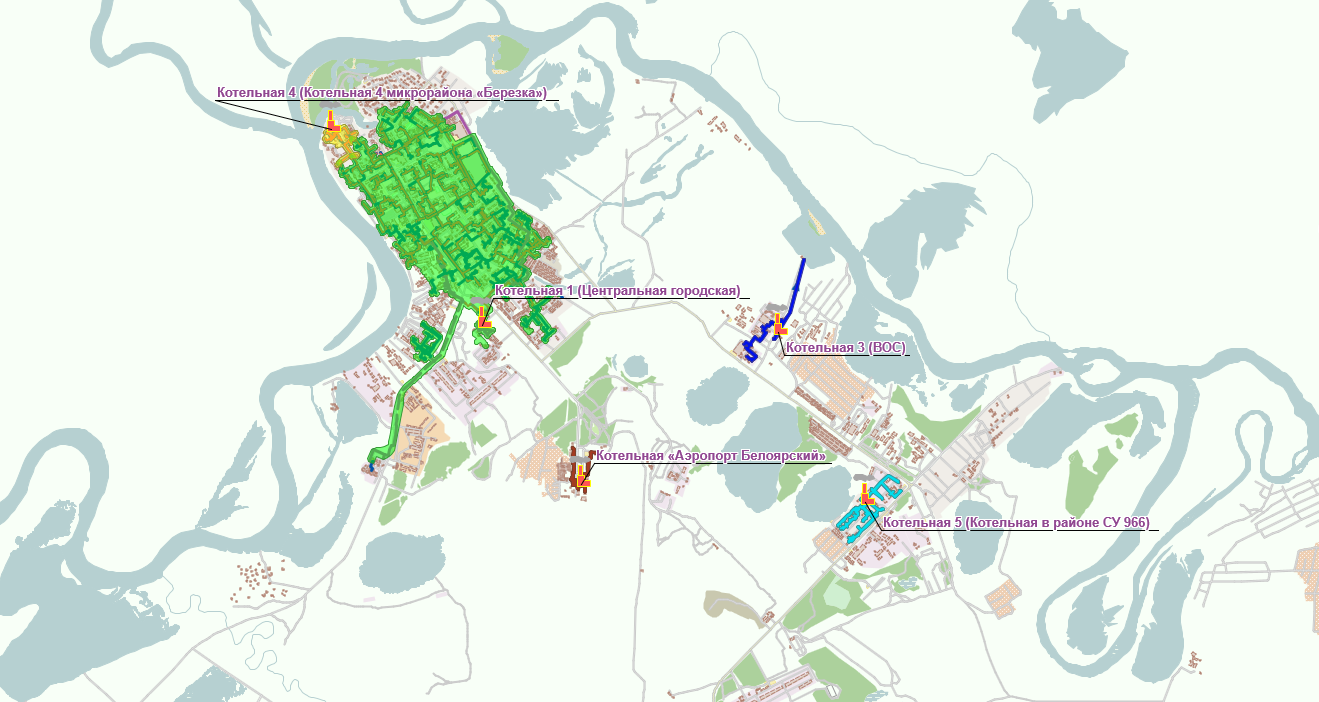 Котельная 4 (Котельная 4 микрорайона «Березка»)
Котельная 1 (Центральная городская)
Котельная 3 (ВОС)
Котельная «Аэропорт Белоярский»
Котельная 5 (Котельная в районе СУ 966)